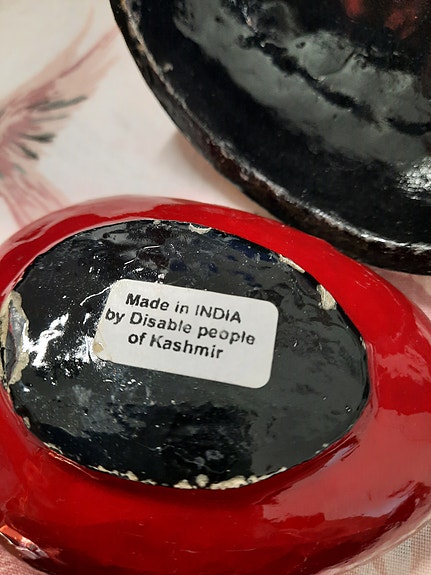 Made in INDIA
by Disable people
of Kashmir